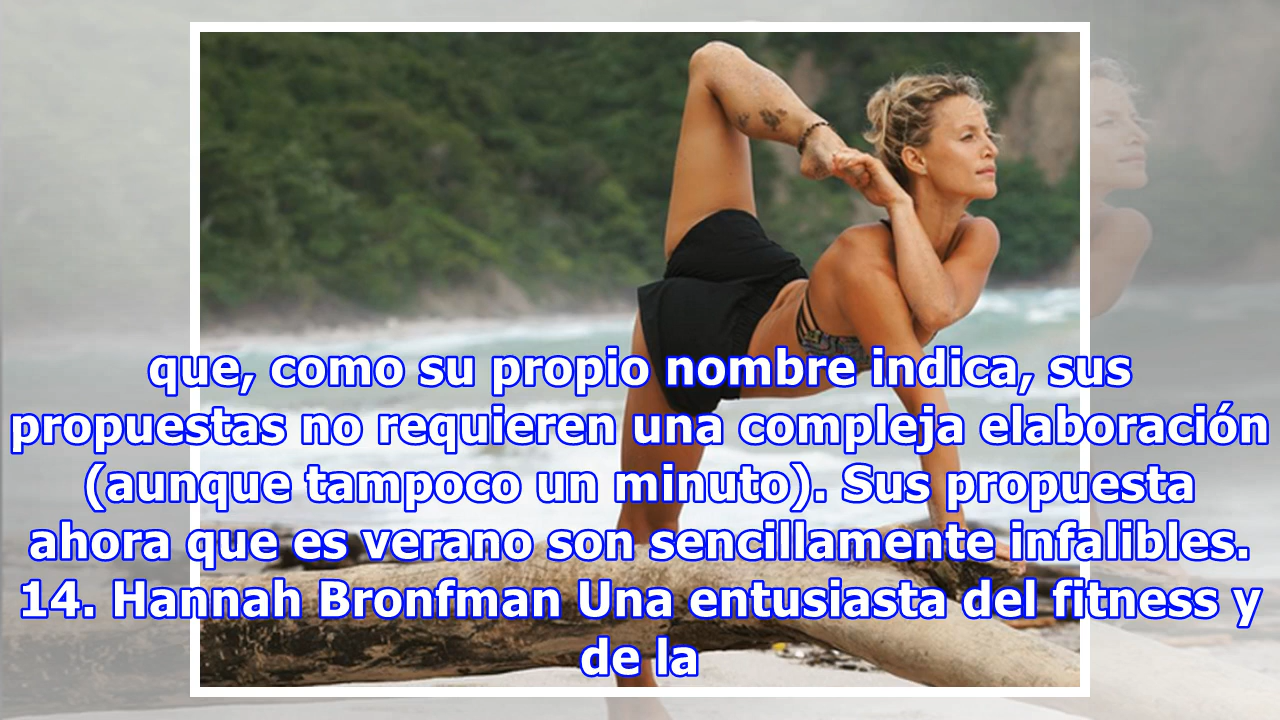 que, como su propio nombre indica, sus
propuestas no requieren una compleja elaboración
(aunque tampoco un minuto). Sus propuesta
ahora que es verano son sencillamente infalibles.
14. Hannah Bronfman Una entusiasta del fitness y
de la